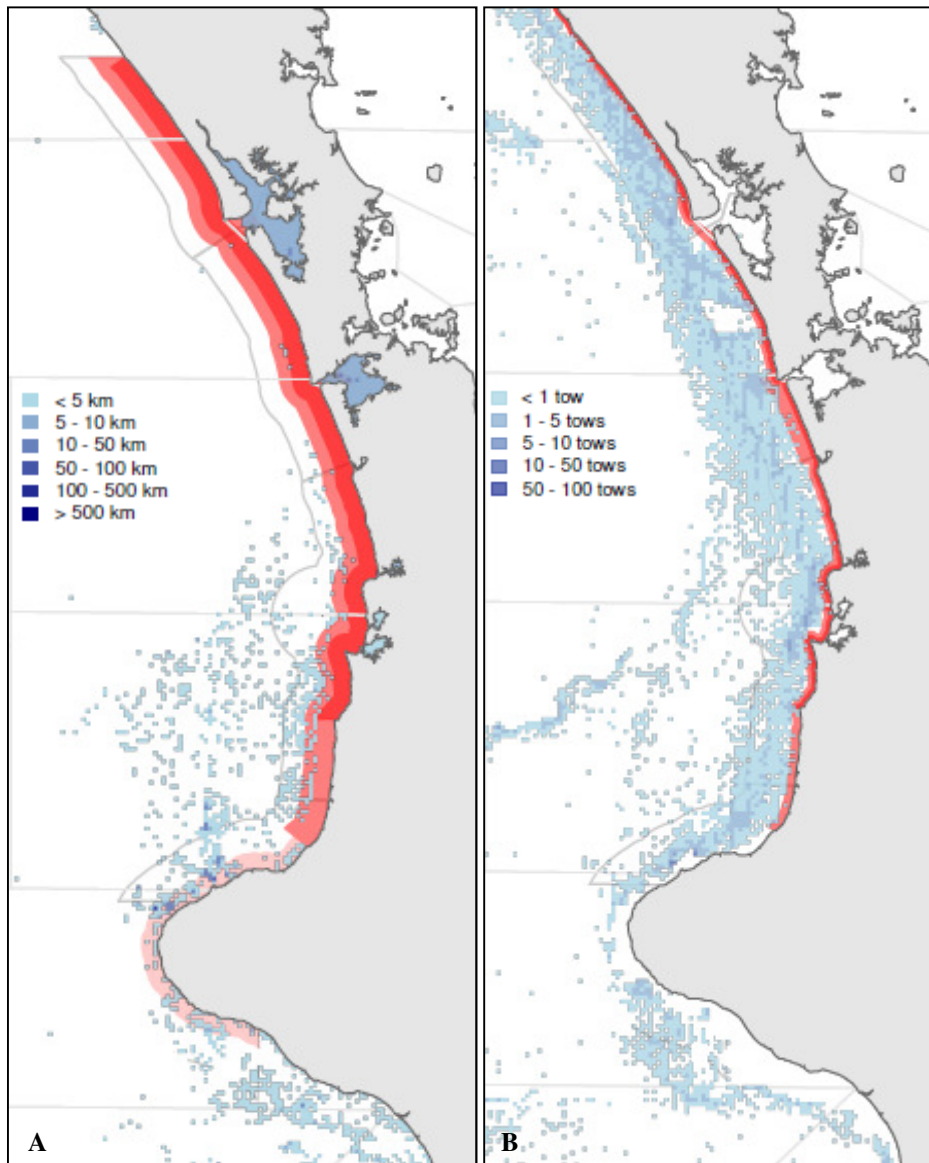 < 5 km
5 - 10 km
10 - 50 km
50 - 100 km
100 - 500 km
> 500 km
A
< 1 tow
1 - 5 tows
5 - 10 tows
10 - 50 tows
50 - 100 tows
B